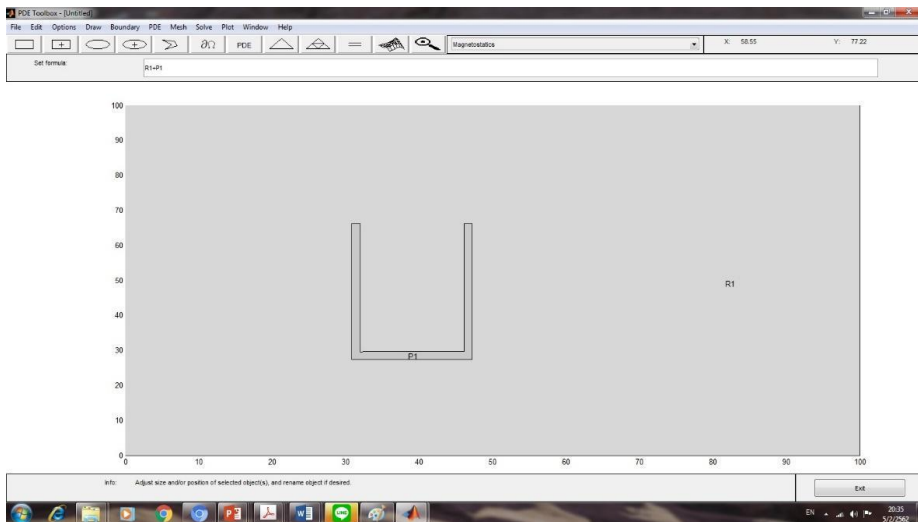 PDE Toolbox - [Untitled]
File Edit Options Draw Boundary PDE Mesh Solve Plot Window Help
∂Ω PDE = Magnetostatics X: 58.55 Y: 77.22
Set formula: R1+P1
100
90
80
70
60
50
40
30
20
10
0
R1
P1
0 10 20 30 40 50 60 70 80 90 100
Info: Adjust size and/or position of selected object(s), and rename object if desired.
Exit
EN 20:35
5/2/2562